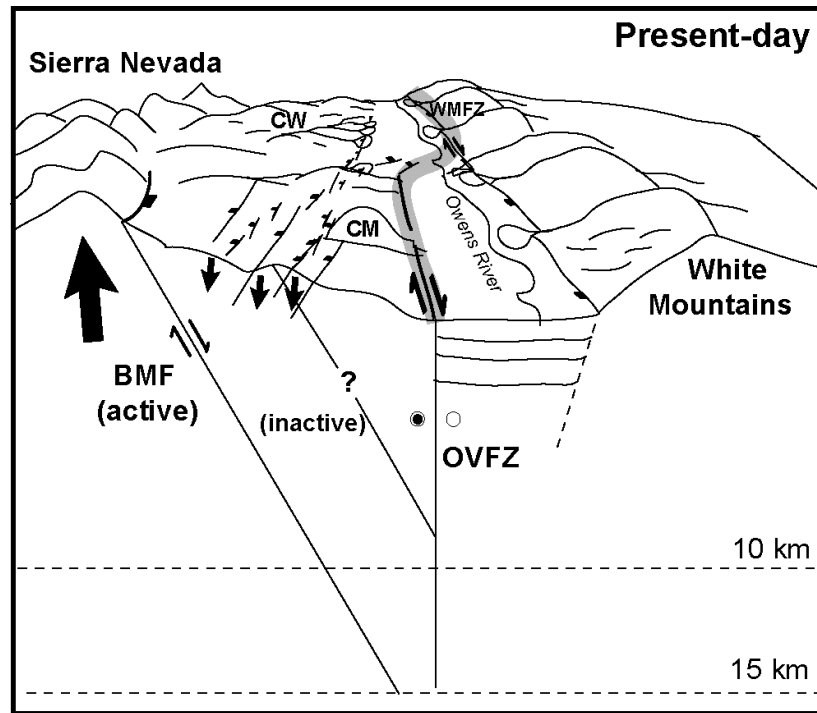 Present-day
Sierra Nevada
CW
WMFZ
CM
Owens River
White
Mountains
BMF
(active)
?
(inactive)
OVFZ
10 km
15 km